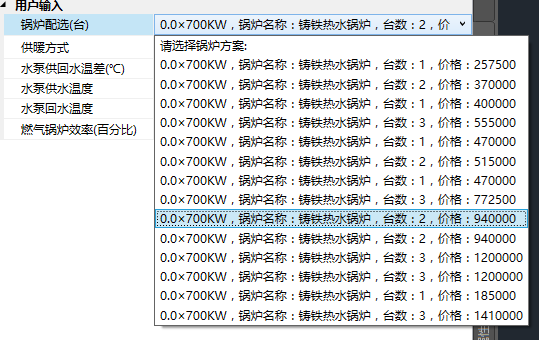 用户输入
锅炉配选(台)
0.0×700KW，锅炉名称：铸铁热水锅炉，台数：2，价
供暖方式
水泵供回水温差(℃)
水泵供水温度
水泵回水温度
燃气锅炉效率(百分比)
请选择锅炉方案:
0.0×700KW，锅炉名称：铸铁热水锅炉，台数：1，价格：257500
0.0×700KW，锅炉名称：铸铁热水锅炉，台数：2，价格：370000
0.0×700KW，锅炉名称：铸铁热水锅炉，台数：1，价格：400000
0.0×700KW，锅炉名称：铸铁热水锅炉，台数：3，价格：555000
0.0×700KW，锅炉名称：铸铁热水锅炉，台数：1，价格：470000
0.0×700KW，锅炉名称：铸铁热水锅炉，台数：2，价格：515000
0.0×700KW，锅炉名称：铸铁热水锅炉，台数：1，价格：470000
0.0×700KW，锅炉名称：铸铁热水锅炉，台数：3，价格：772500
0.0×700KW，锅炉名称：铸铁热水锅炉，台数：2，价格：940000
0.0×700KW，锅炉名称：铸铁热水锅炉，台数：2，价格：940000
0.0×700KW，锅炉名称：铸铁热水锅炉，台数：3，价格：1200000
0.0×700KW，锅炉名称：铸铁热水锅炉，台数：3，价格：1200000
0.0×700KW，锅炉名称：铸铁热水锅炉，台数：1，价格：185000
0.0×700KW，锅炉名称：铸铁热水锅炉，台数：3，价格：1410000